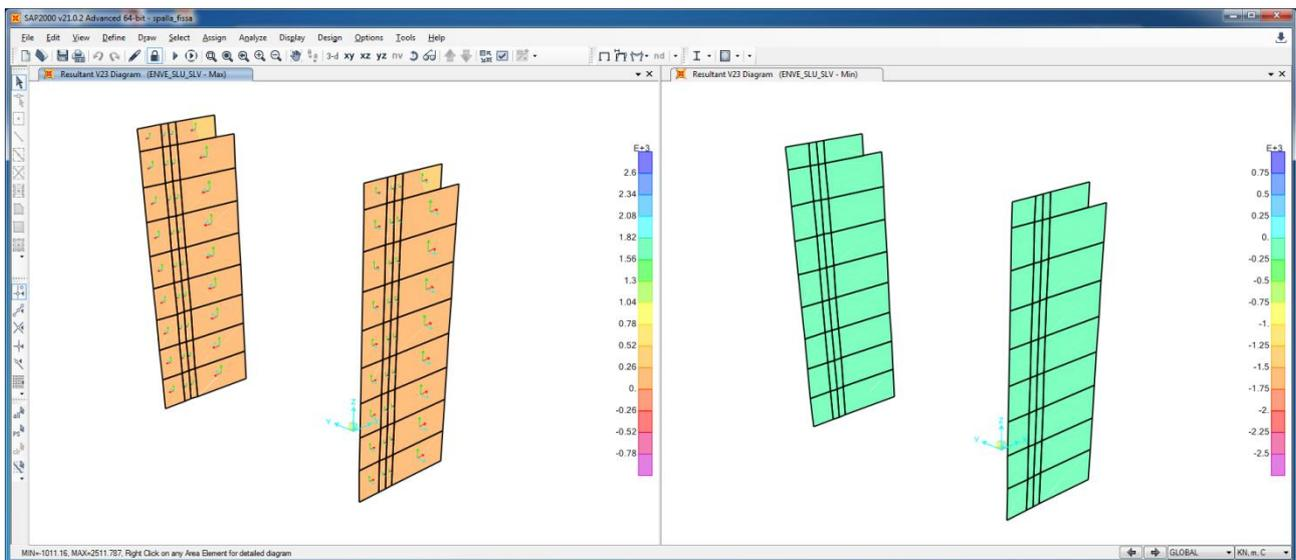 SAP2000 v21.0.2 Advanced 64-bit - spalla_fissa
File Edit View Define Draw Select Assign Analyze Display Design Options Tools Help
3-d xy xz yz nv nd
Resultant V23 Diagram (ENVE_SLU_SLV - Max)
E+3
2.6
2.34
2.08
1.82
1.56
1.3
1.04
0.78
0.52
0.26
0.
-0.26
-0.52
-0.78
Z
Y
X
Resultant V23 Diagram (ENVE_SLU_SLV - Min)
E+3
0.75
0.5
0.25
0.
-0.25
-0.5
-0.75
-1.
-1.25
-1.5
-1.75
-2.
-2.25
-2.5
Z
Y
X
all
PS
MIN=-1011.16, MAX=2511.787, Right Click on any Area Element for detailed diagram
GLOBAL
KN, m, C